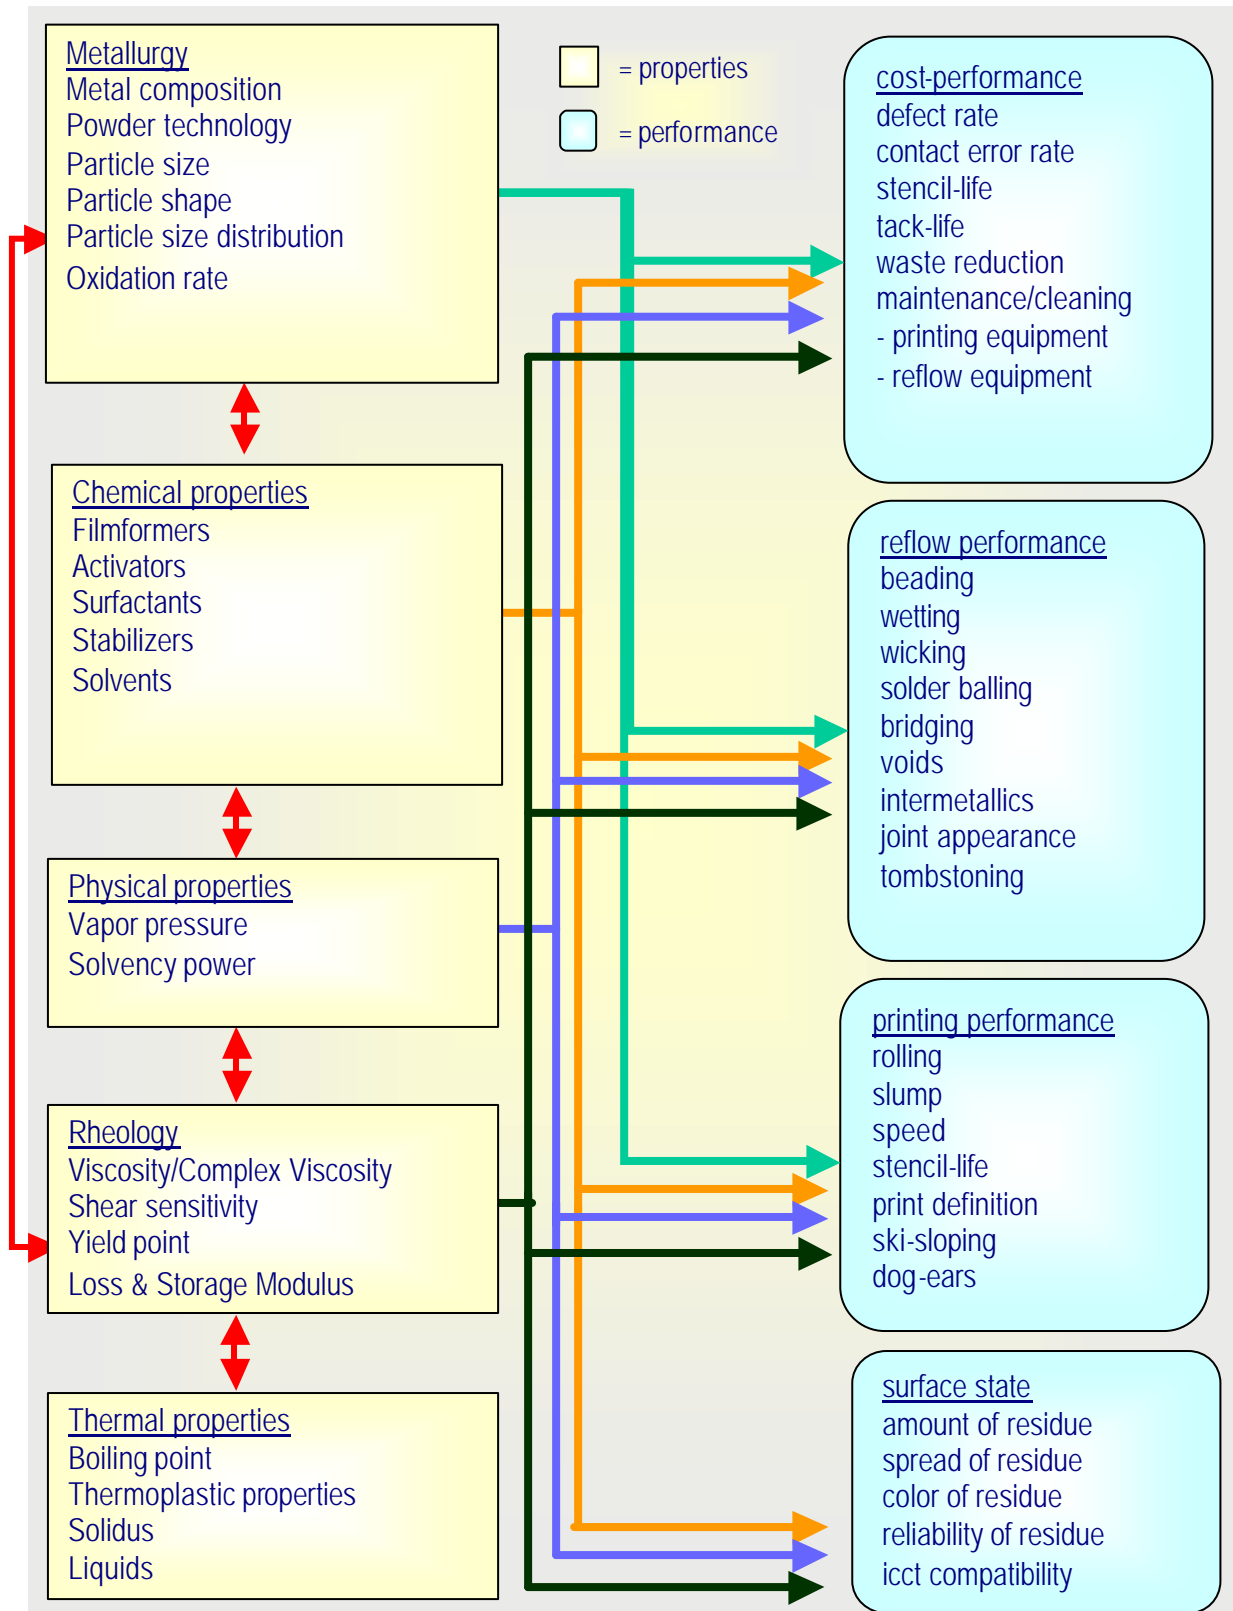 Metallurgy
Metal composition
Powder technology
Particle size
Particle shape
Particle size distribution
Oxidation rate
= properties
= performance
cost-performance
defect rate
contact error rate
stencil-life
tack-life
waste reduction
maintenance/cleaning
- printing equipment
- reflow equipment
Chemical properties
Filmformers
Activators
Surfactants
Stabilizers
Solvents
reflow performance
beading
wetting
wicking
solder balling
bridging
voids
intermetallics
joint appearance
tombstoning
Physical properties
Vapor pressure
Solvency power
printing performance
rolling
slump
speed
stencil-life
print definition
ski-sloping
dog-ears
Rheology
Viscosity/Complex Viscosity
Shear sensitivity
Yield point
Loss & Storage Modulus
Thermal properties
Boiling point
Thermoplastic properties
Solidus
Liquids
surface state
amount of residue
spread of residue
color of residue
reliability of residue
icct compatibility